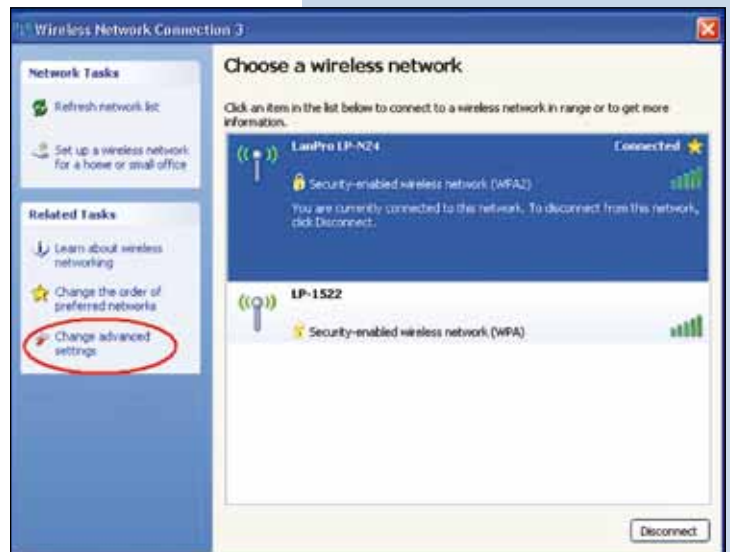 Wireless Network Connection 3
Network Tasks
Refresh network list
Set up a wireless network
for a home or small office
Related Tasks
Learn about wireless
networking
Change the order of
preferred networks
Change advanced
settings
Choose a wireless network
Click an item in the list below to connect to a wireless network in range or to get more
information.
LanPro LP-N24
Connected
Security-enabled wireless network (WPA2)
You are currently connected to this network. To disconnect from this network,
click Disconnect.
LP-1522
Security-enabled wireless network (WPA)
Disconnect